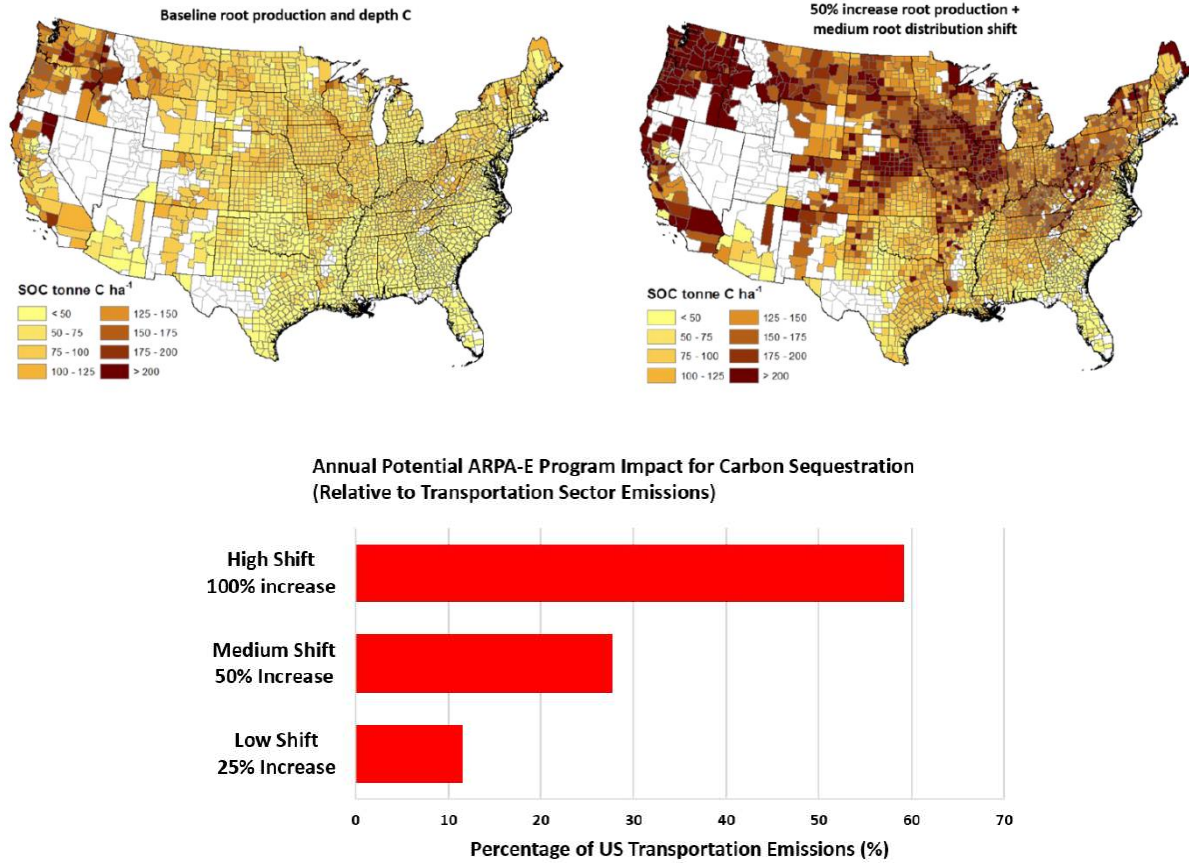 Baseline root production and depth C
50% increase root production +
medium root distribution shift
SOC tonne C ha-1
< 50
125 - 150
50 - 75
150 - 175
75 - 100
175 - 200
100 - 125
> 200
SOC tonne C ha-1
< 50
125 - 150
50 - 75
150 - 175
75 - 100
175 - 200
100 - 125
> 200
Annual Potential ARPA-E Program Impact for Carbon Sequestration
(Relative to Transportation Sector Emissions)
High Shift
100% increase
Medium Shift
50% Increase
Low Shift
25% Increase
0 10 20 30 40 50 60 70
Percentage of US Transportation Emissions (%)